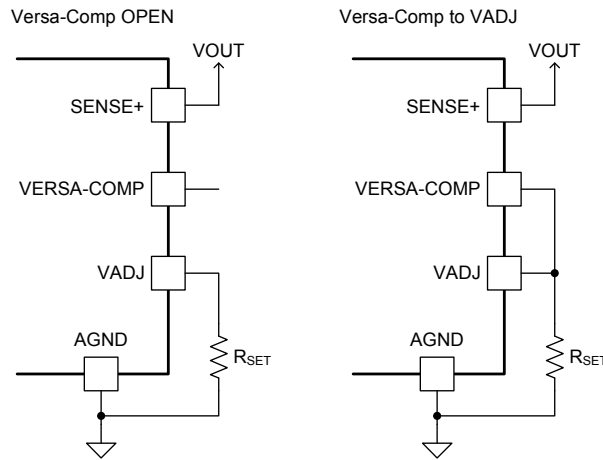 Versa-Comp OPEN
VOUT
SENSE+
VERSA-COMP
VADJ
AGND
RSET
Versa-Comp to VADJ
VOUT
SENSE+
VERSA-COMP
VADJ
AGND
RSET